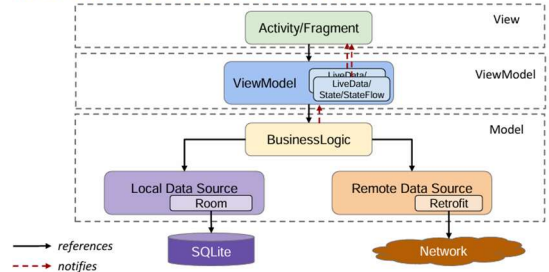 View
Activity/Fragment
ViewModel
LiveData/
LiveData/
State/StateFlow
ViewModel
Model
BusinessLogic
Local Data Source
Room
Remote Data Source
Retrofit
references
notifies
SQLite
Network